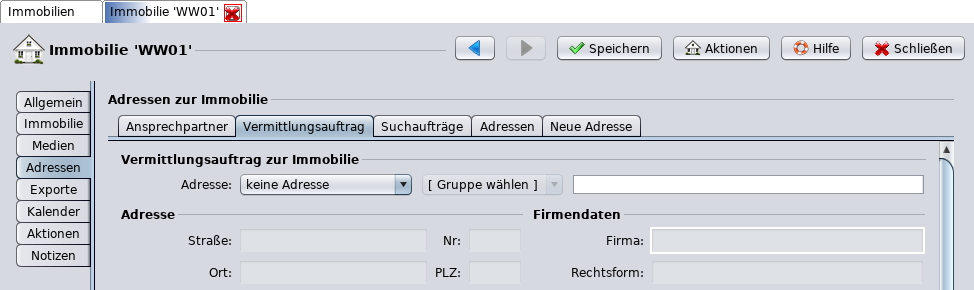 Immobilien Immobilie 'WW01'
Immobilie 'WW01' Speichern Aktionen Hilfe Schließen
Allgemein
Immobilie
Medien
Adressen
Exporte
Kalender
Aktionen
Notizen
Adressen zur Immobilie
Ansprechpartner Vermittlungsauftrag Suchaufträge Adressen Neue Adresse
Vermittlungsauftrag zur Immobilie
Adresse: keine Adresse [ Gruppe wählen ]
Adresse Firmendaten
Straße: Nr: Firma:
Ort: PLZ: Rechtsform: